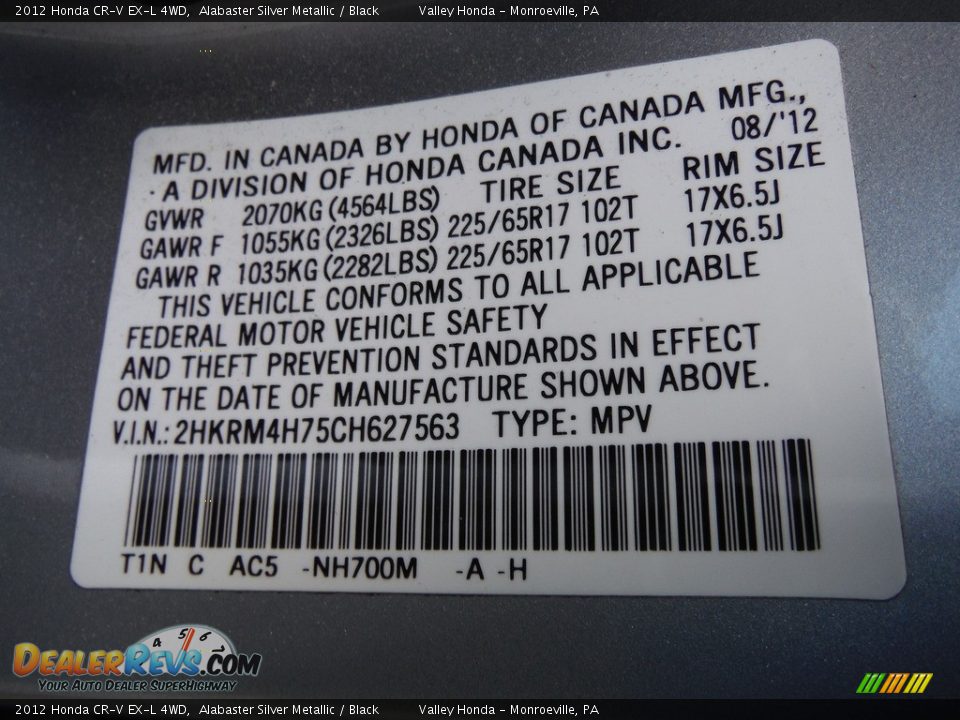 2012 Honda CR-V EX-L 4WD, Alabaster Silver Metallic / Black Valley Honda - Monroeville, PA
MFD. IN CANADA BY HONDA OF CANADA MFG.,
A DIVISION OF HONDA CANADA INC. 08/'12
GVWR 2070KG (4564LBS) TIRE SIZE RIM SIZE
GAWR F 1055KG (2326LBS) 225/65R17 102T 17X6.5J
GAWR R 1035KG (2282LBS) 225/65R17 102T 17X6.5J
THIS VEHICLE CONFORMS TO ALL APPLICABLE
FEDERAL MOTOR VEHICLE SAFETY
AND THEFT PREVENTION STANDARDS IN EFFECT
ON THE DATE OF MANUFACTURE SHOWN ABOVE.
V.I.N.: 2HKRM4H75CH627563 TYPE: MPV
T1N C AC5 -NH700M -A -H
4 5 6 7
DEALERREVS.COM
YOUR AUTO DEALER SUPERHIGHWAY
2012 Honda CR-V EX-L 4WD, Alabaster Silver Metallic / Black Valley Honda - Monroeville, PA